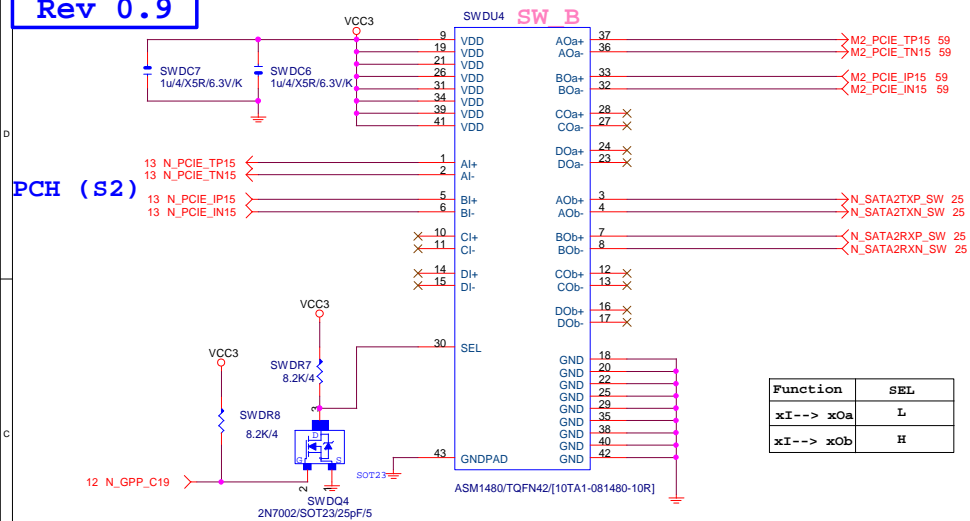 Rev 0.9
SWDU4 SW_B
VCC3
SWDC7
1u/4/X5R/6.3V/K
SWDC6
1u/4/X5R/6.3V/K
9 VDD
19 VDD
21 VDD
26 VDD
31 VDD
34 VDD
39 VDD
41 VDD
AOa+ 37 M2_PCIE_TP15 59
AOa- 36 M2_PCIE_TN15 59
BOa+ 33 M2_PCIE_IP15 59
BOa- 32 M2_PCIE_IN15 59
COa+ 28
COa- 27
DOa+ 24
DOa- 23
D
13 N_PCIE_TP15 1 AI+
13 N_PCIE_TN15 2 AI-
PCH (S2)
13 N_PCIE_IP15 5 BI+
13 N_PCIE_IN15 6 BI-
10 CI+
11 CI-
14 DI+
15 DI-
AOb+ 3 N_SATA2TXP_SW 25
AOb- 4 N_SATA2TXN_SW 25
BOb+ 7 N_SATA2RXP_SW 25
BOb- 8 N_SATA2RXN_SW 25
COb+ 12
COb- 13
DOb+ 16
DOb- 17
VCC3
30 SEL
VCC3
SWDR7
8.2K/4
SWDR8
8.2K/4
GND 18
GND 20
GND 22
GND 25
GND 29
GND 35
GND 38
GND 40
GND 42
Function SEL
xI--> xOa L
xI--> xOb H
C
3
D
G S
2 1
43 GNDPAD
SOT23
12 N_GPP_C19
SWDQ4
2N7002/SOT23/25pF/5
ASM1480/TQFN42/[10TA1-081480-10R]